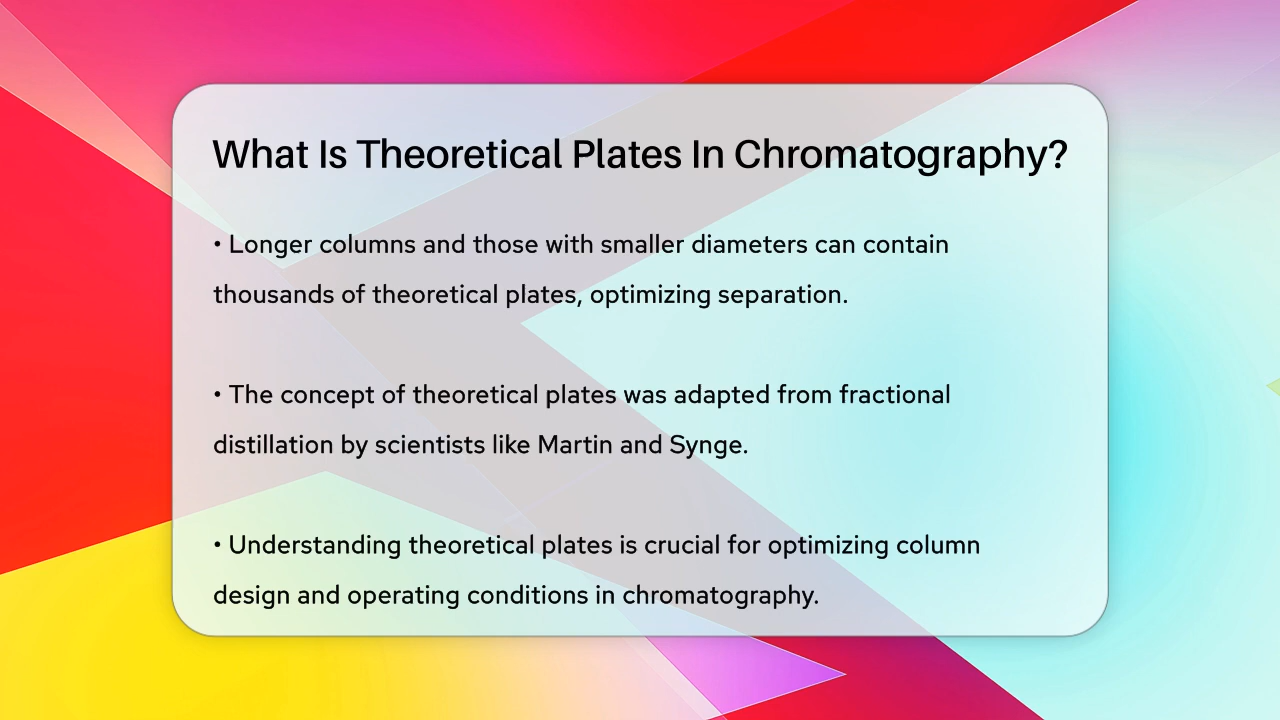 What Is Theoretical Plates In Chromatography?
• Longer columns and those with smaller diameters can contain
thousands of theoretical plates, optimizing separation.
• The concept of theoretical plates was adapted from fractional
distillation by scientists like Martin and Synge.
• Understanding theoretical plates is crucial for optimizing column
design and operating conditions in chromatography.